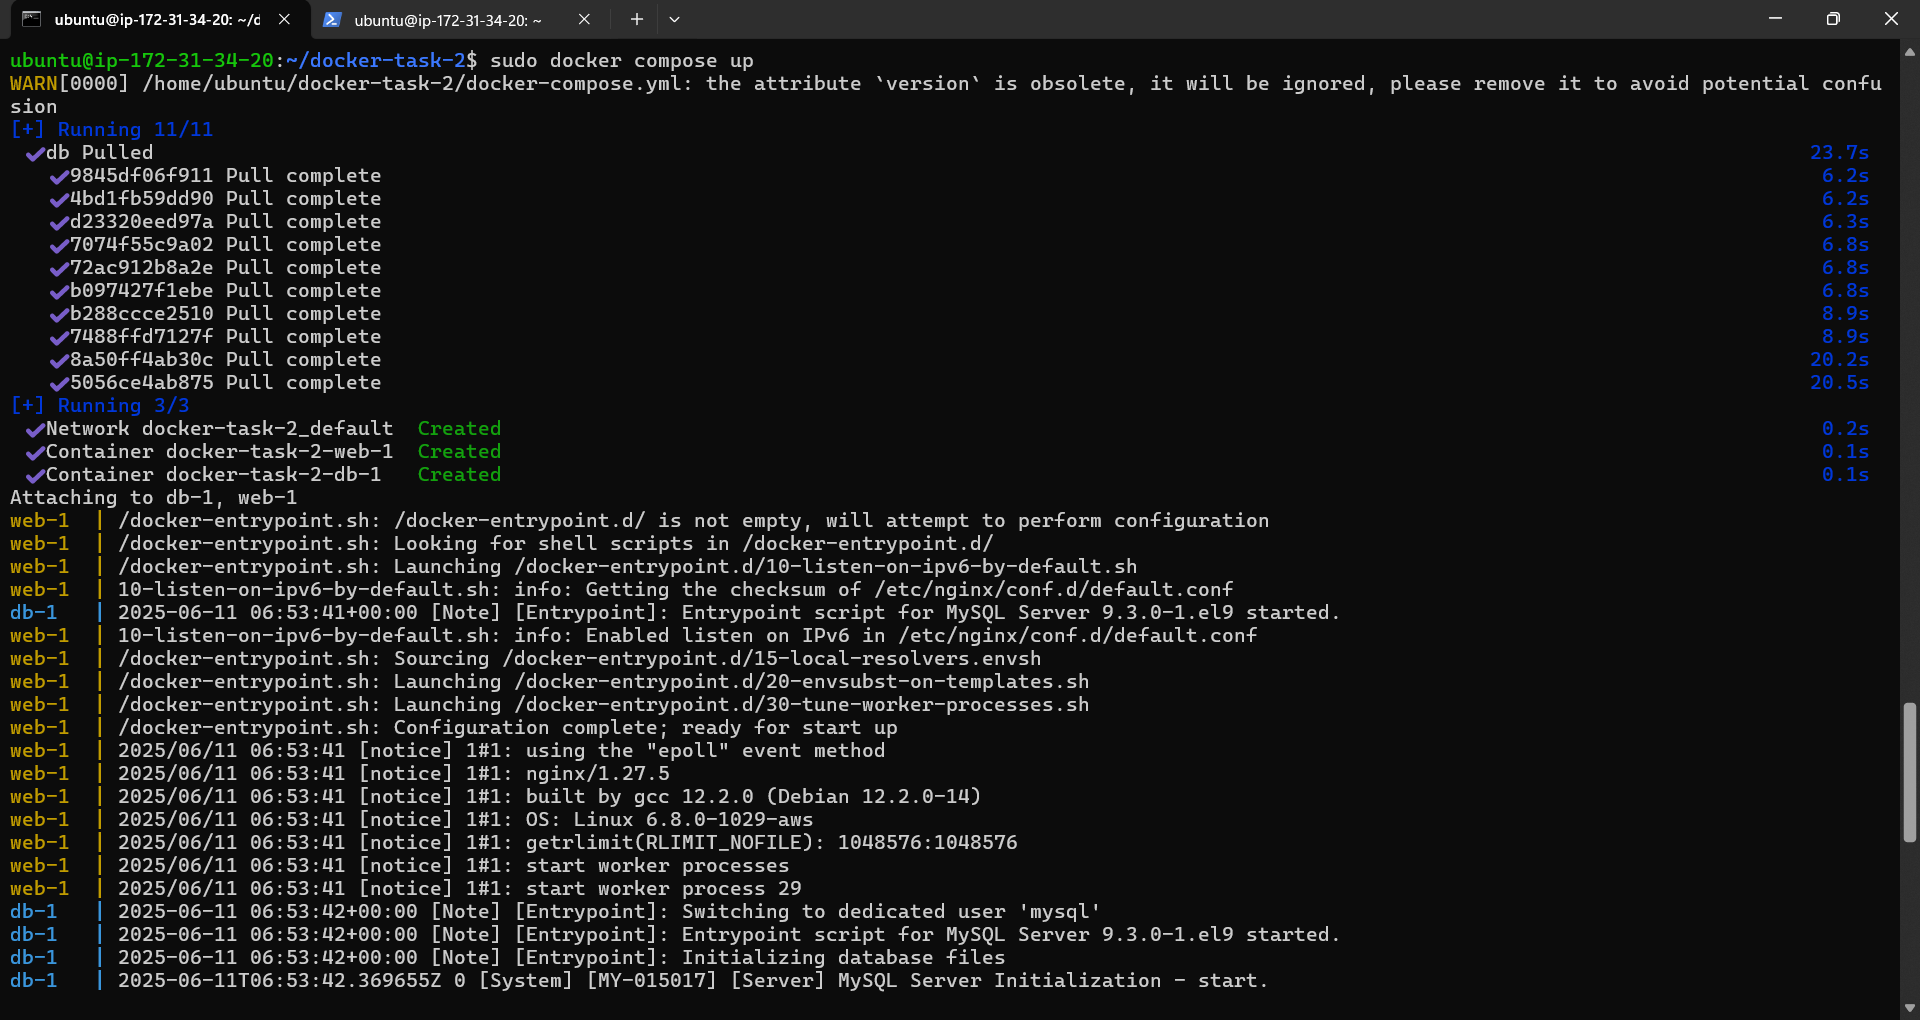 ubuntu@ip-172-31-34-20: ~/d
ubuntu@ip-172-31-34-20: ~
ubuntu@ip-172-31-34-20:~/docker-task-2$ sudo docker compose up
WARN[0000] /home/ubuntu/docker-task-2/docker-compose.yml: the attribute `version` is obsolete, it will be ignored, please remove it to avoid potential confu
sion
[+] Running 11/11
db Pulled 23.7s
9845df06f911 Pull complete 6.2s
4bd1fb59dd90 Pull complete 6.2s
d23320eed97a Pull complete 6.3s
7074f55c9a02 Pull complete 6.8s
72ac912b8a2e Pull complete 6.8s
b097427f1ebe Pull complete 6.8s
b288ccce2510 Pull complete 8.9s
7488ffd7127f Pull complete 8.9s
8a50ff4ab30c Pull complete 20.2s
5056ce4ab875 Pull complete 20.5s
[+] Running 3/3
Network docker-task-2_default Created 0.2s
Container docker-task-2-web-1 Created 0.1s
Container docker-task-2-db-1 Created 0.1s
Attaching to db-1, web-1
web-1 | /docker-entrypoint.sh: /docker-entrypoint.d/ is not empty, will attempt to perform configuration
web-1 | /docker-entrypoint.sh: Looking for shell scripts in /docker-entrypoint.d/
web-1 | /docker-entrypoint.sh: Launching /docker-entrypoint.d/10-listen-on-ipv6-by-default.sh
web-1 | 10-listen-on-ipv6-by-default.sh: info: Getting the checksum of /etc/nginx/conf.d/default.conf
db-1 | 2025-06-11 06:53:41+00:00 [Note] [Entrypoint]: Entrypoint script for MySQL Server 9.3.0-1.el9 started.
web-1 | 10-listen-on-ipv6-by-default.sh: info: Enabled listen on IPv6 in /etc/nginx/conf.d/default.conf
web-1 | /docker-entrypoint.sh: Sourcing /docker-entrypoint.d/15-local-resolvers.envsh
web-1 | /docker-entrypoint.sh: Launching /docker-entrypoint.d/20-envsubst-on-templates.sh
web-1 | /docker-entrypoint.sh: Launching /docker-entrypoint.d/30-tune-worker-processes.sh
web-1 | /docker-entrypoint.sh: Configuration complete; ready for start up
web-1 | 2025/06/11 06:53:41 [notice] 1#1: using the "epoll" event method
web-1 | 2025/06/11 06:53:41 [notice] 1#1: nginx/1.27.5
web-1 | 2025/06/11 06:53:41 [notice] 1#1: built by gcc 12.2.0 (Debian 12.2.0-14)
web-1 | 2025/06/11 06:53:41 [notice] 1#1: OS: Linux 6.8.0-1029-aws
web-1 | 2025/06/11 06:53:41 [notice] 1#1: getrlimit(RLIMIT_NOFILE): 1048576:1048576
web-1 | 2025/06/11 06:53:41 [notice] 1#1: start worker processes
web-1 | 2025/06/11 06:53:41 [notice] 1#1: start worker process 29
db-1 | 2025-06-11 06:53:42+00:00 [Note] [Entrypoint]: Switching to dedicated user 'mysql'
db-1 | 2025-06-11 06:53:42+00:00 [Note] [Entrypoint]: Entrypoint script for MySQL Server 9.3.0-1.el9 started.
db-1 | 2025-06-11 06:53:42+00:00 [Note] [Entrypoint]: Initializing database files
db-1 | 2025-06-11T06:53:42.369655Z 0 [System] [MY-015017] [Server] MySQL Server Initialization - start.